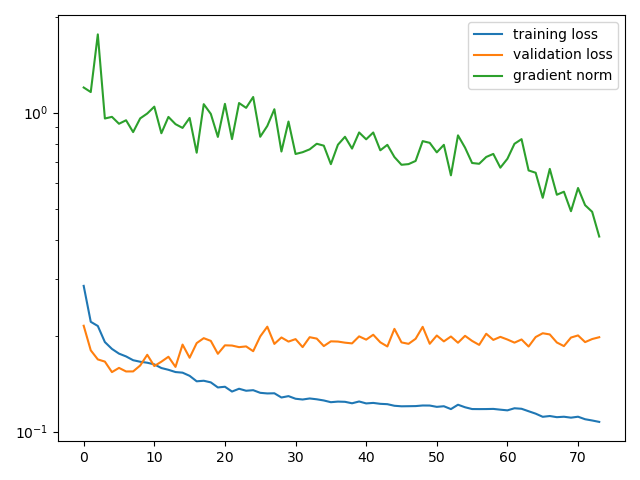 training loss
validation loss
gradient norm
10⁰
10⁻¹
0 10 20 30 40 50 60 70